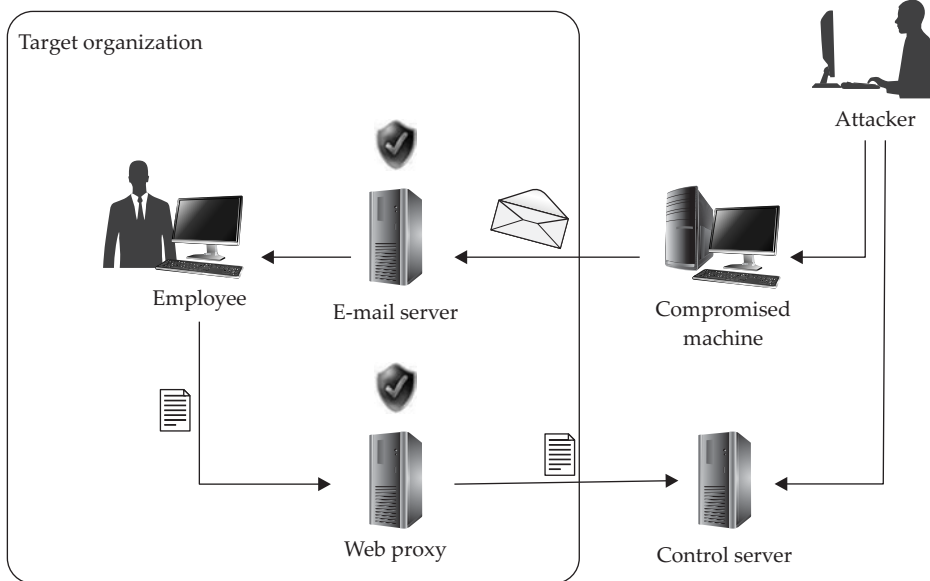 Target organization
Attacker
Employee
E-mail server
Compromised
machine
Web proxy
Control server